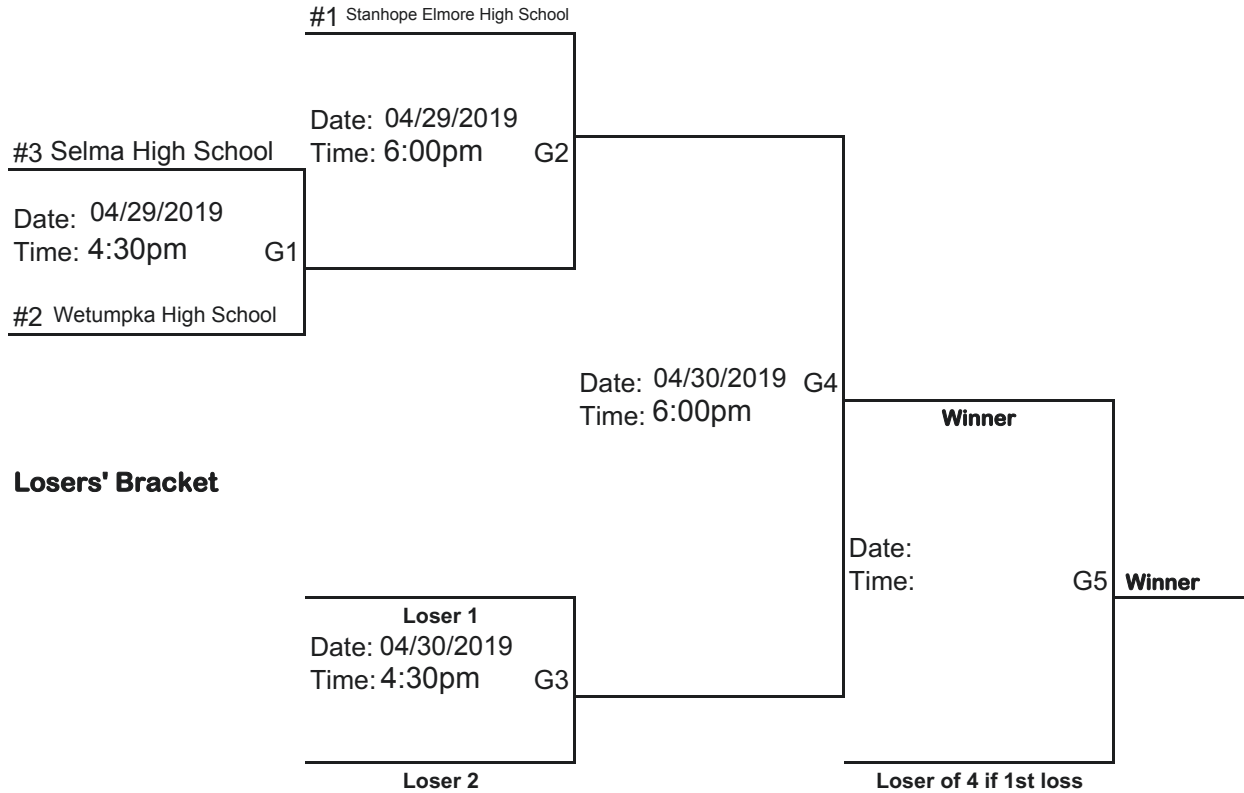 #1 Stanhope Elmore High School
Date: 04/29/2019
Time: 6:00pm G2
#3 Selma High School
Date: 04/29/2019
Time: 4:30pm G1
#2 Wetumpka High School
Date: 04/30/2019 G4
Time: 6:00pm
Winner
Losers' Bracket
Date:
Time: G5 Winner
Loser 1
Date: 04/30/2019
Time: 4:30pm G3
Loser 2
Loser of 4 if 1st loss